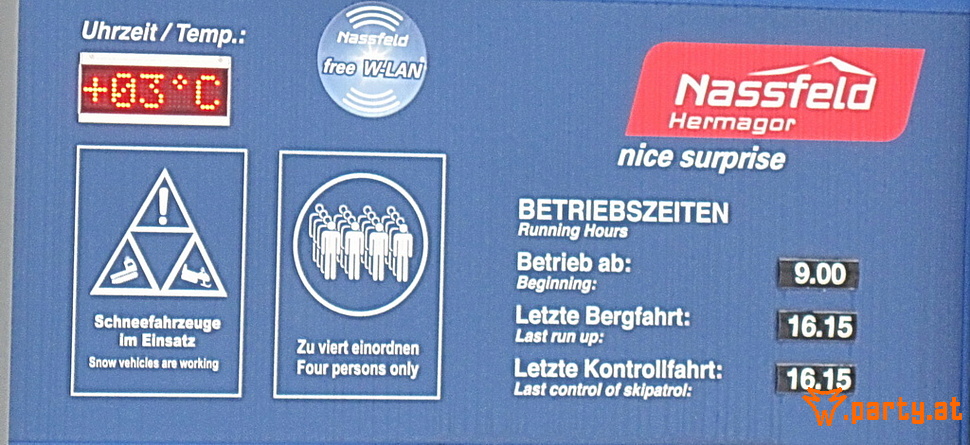 Uhrzeit / Temp.:
+03°C
Nassfeld
free W-LAN
Nassfeld
Hermagor
nice surprise
!
Schneefahrzeuge
im Einsatz
Snow vehicles are working
Zu viert einordnen
Four persons only
BETRIEBSZEITEN
Running Hours
Betrieb ab:
Beginning:
9.00
Letzte Bergfahrt:
Last run up:
16.15
Letzte Kontrollfahrt:
Last control of skipatrol:
16.15
.party.at